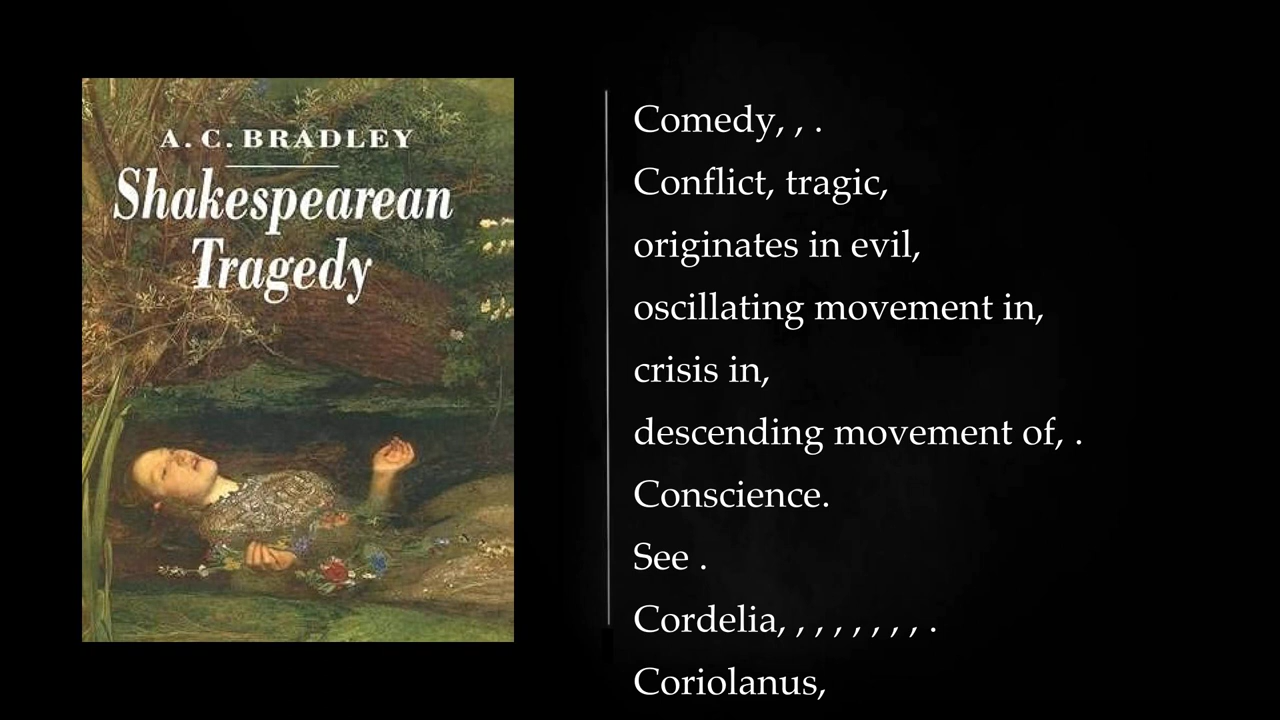 A. C. BRADLEY
Shakespearean
Tragedy
Comedy, , .
Conflict, tragic,
originates in evil,
oscillating movement in,
crisis in,
descending movement of, .
Conscience.
See .
Cordelia, , , , , , , , .
Coriolanus,